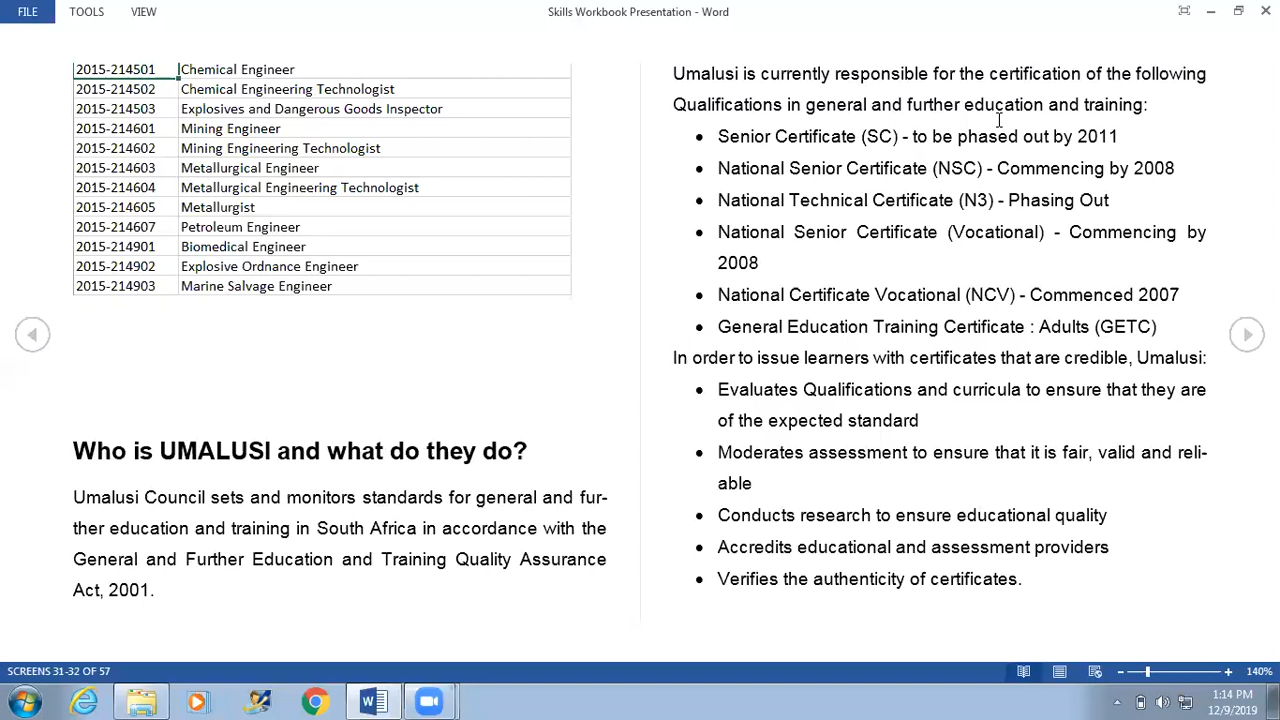 FILE TOOLS VIEW Skills Workbook Presentation - Word
2015-214501 Chemical Engineer
2015-214502 Chemical Engineering Technologist
2015-214503 Explosives and Dangerous Goods Inspector
2015-214601 Mining Engineer
2015-214602 Mining Engineering Technologist
2015-214603 Metallurgical Engineer
2015-214604 Metallurgical Engineering Technologist
2015-214605 Metallurgist
2015-214607 Petroleum Engineer
2015-214901 Biomedical Engineer
2015-214902 Explosive Ordnance Engineer
2015-214903 Marine Salvage Engineer
Who is UMALUSI and what do they do?
Umalusi Council sets and monitors standards for general and fur-
ther education and training in South Africa in accordance with the
General and Further Education and Training Quality Assurance
Act, 2001.
Umalusi is currently responsible for the certification of the following
Qualifications in general and further education and training:
• Senior Certificate (SC) - to be phased out by 2011
• National Senior Certificate (NSC) - Commencing by 2008
• National Technical Certificate (N3) - Phasing Out
• National Senior Certificate (Vocational) - Commencing by
2008
• National Certificate Vocational (NCV) - Commenced 2007
• General Education Training Certificate : Adults (GETC)
In order to issue learners with certificates that are credible, Umalusi:
• Evaluates Qualifications and curricula to ensure that they are
of the expected standard
• Moderates assessment to ensure that it is fair, valid and reli-
able
• Conducts research to ensure educational quality
• Accredits educational and assessment providers
• Verifies the authenticity of certificates.
SCREENS 31-32 OF 57 140%
1:14 PM
12/9/2019